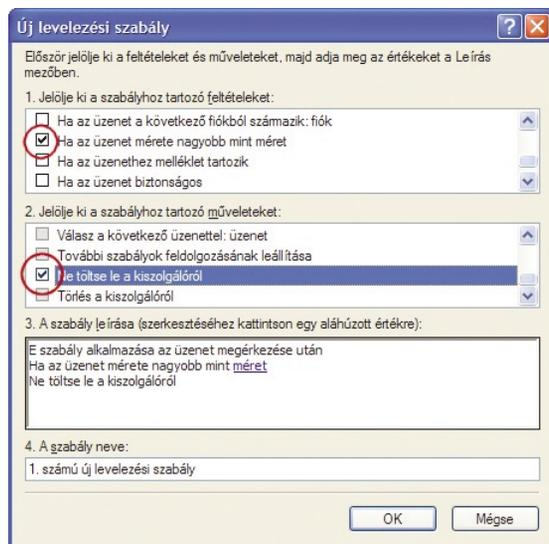 Új levelezési szabály
Először jelölje ki a feltételeket és műveleteket, majd adja meg az értékeket a Leírás
mezőben.
1. Jelölje ki a szabályhoz tartozó feltételeket:
Ha az üzenet a következő fiókból származik: fiók
Ha az üzenet mérete nagyobb mint méret
Ha az üzenethez melléklet tartozik
Ha az üzenet biztonságos
2. Jelölje ki a szabályhoz tartozó műveleteket:
Válasz a következő üzenettel: üzenet
További szabályok feldolgozásának leállítása
Ne töltse le a kiszolgálóról
Törlés a kiszolgálóról
3. A szabály leírása (szerkesztéséhez kattintson egy aláhúzott értékre):
E szabály alkalmazása az üzenet megérkezése után
Ha az üzenet mérete nagyobb mint méret
Ne töltse le a kiszolgálóról
4. A szabály neve:
1. számú új levelezési szabály
OK Mégse